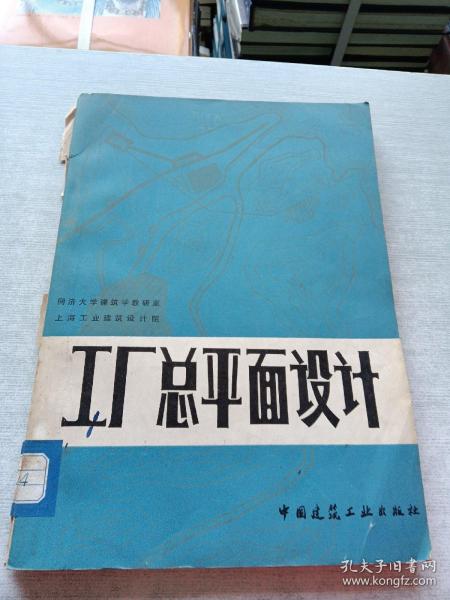 同济大学建筑学教研室
上海工业建筑设计院
工厂总平面设计
4
中国建筑工业出版社
孔夫子旧书网
www.kongfz.com